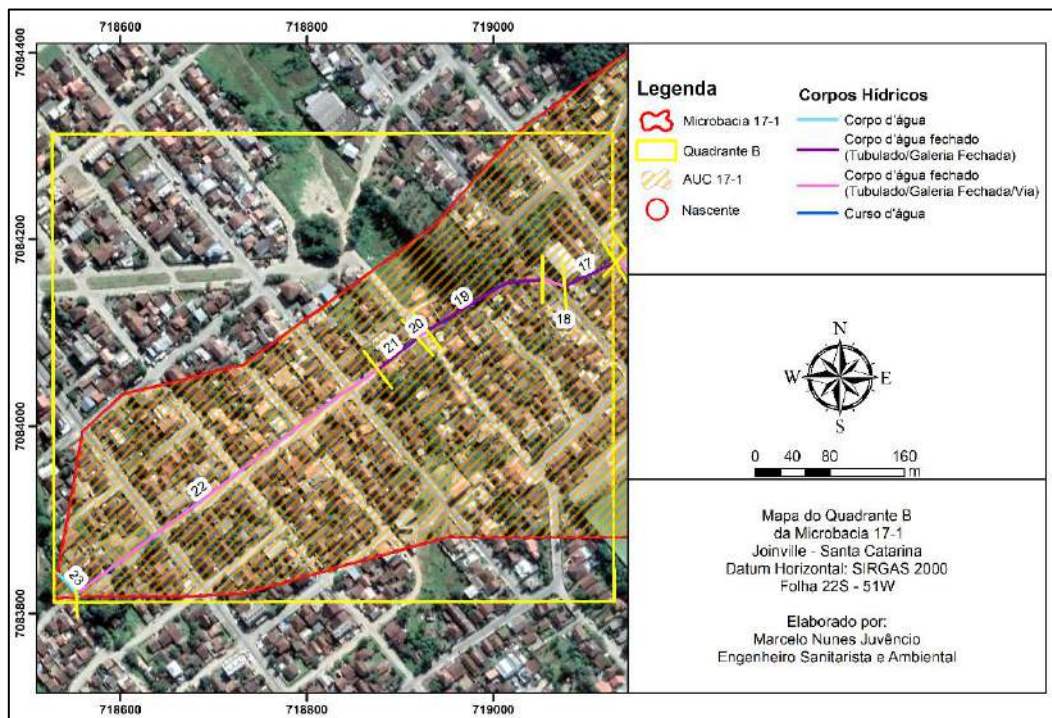 718600
718800
719000
7084400
7084200
7084000
7083800
17
18
19
20
21
22
23
718600
718800
719000
Legenda
Microbacia 17-1
Quadrante B
AUC 17-1
Nascente
Corpos Hídricos
Corpo d'água
Corpo d'água fechado
(Tubulado/Galeria Fechada)
Corpo d'água fechado
(Tubulado/Galeria Fechada/Via)
Curso d'água
N
W
E
S
0 40 80 160
m
Mapa do Quadrante B
da Microbacia 17-1
Joinville - Santa Catarina
Datum Horizontal: SIRGAS 2000
Folha 22S - 51W
Elaborado por:
Marcelo Nunes Juvêncio
Engenheiro Sanitarista e Ambiental